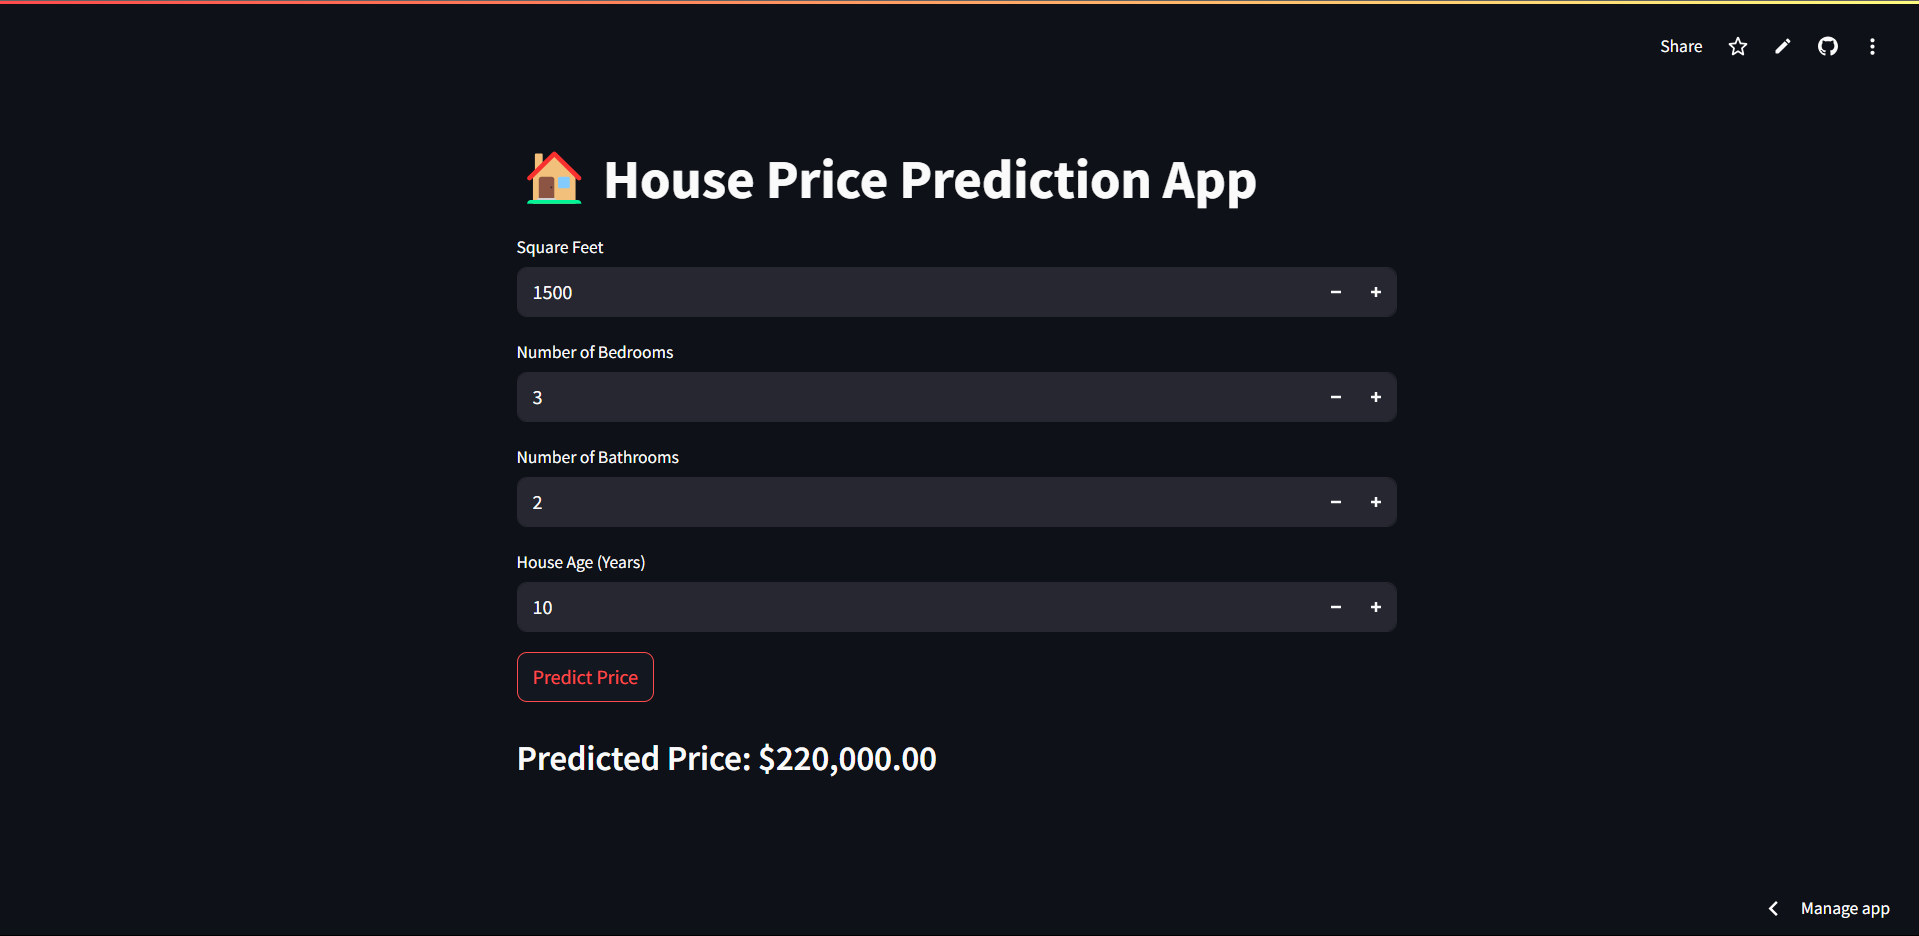 Share
House Price Prediction App
Square Feet
1500
Number of Bedrooms
3
Number of Bathrooms
2
House Age (Years)
10
Predict Price
Predicted Price: $220,000.00
Manage app